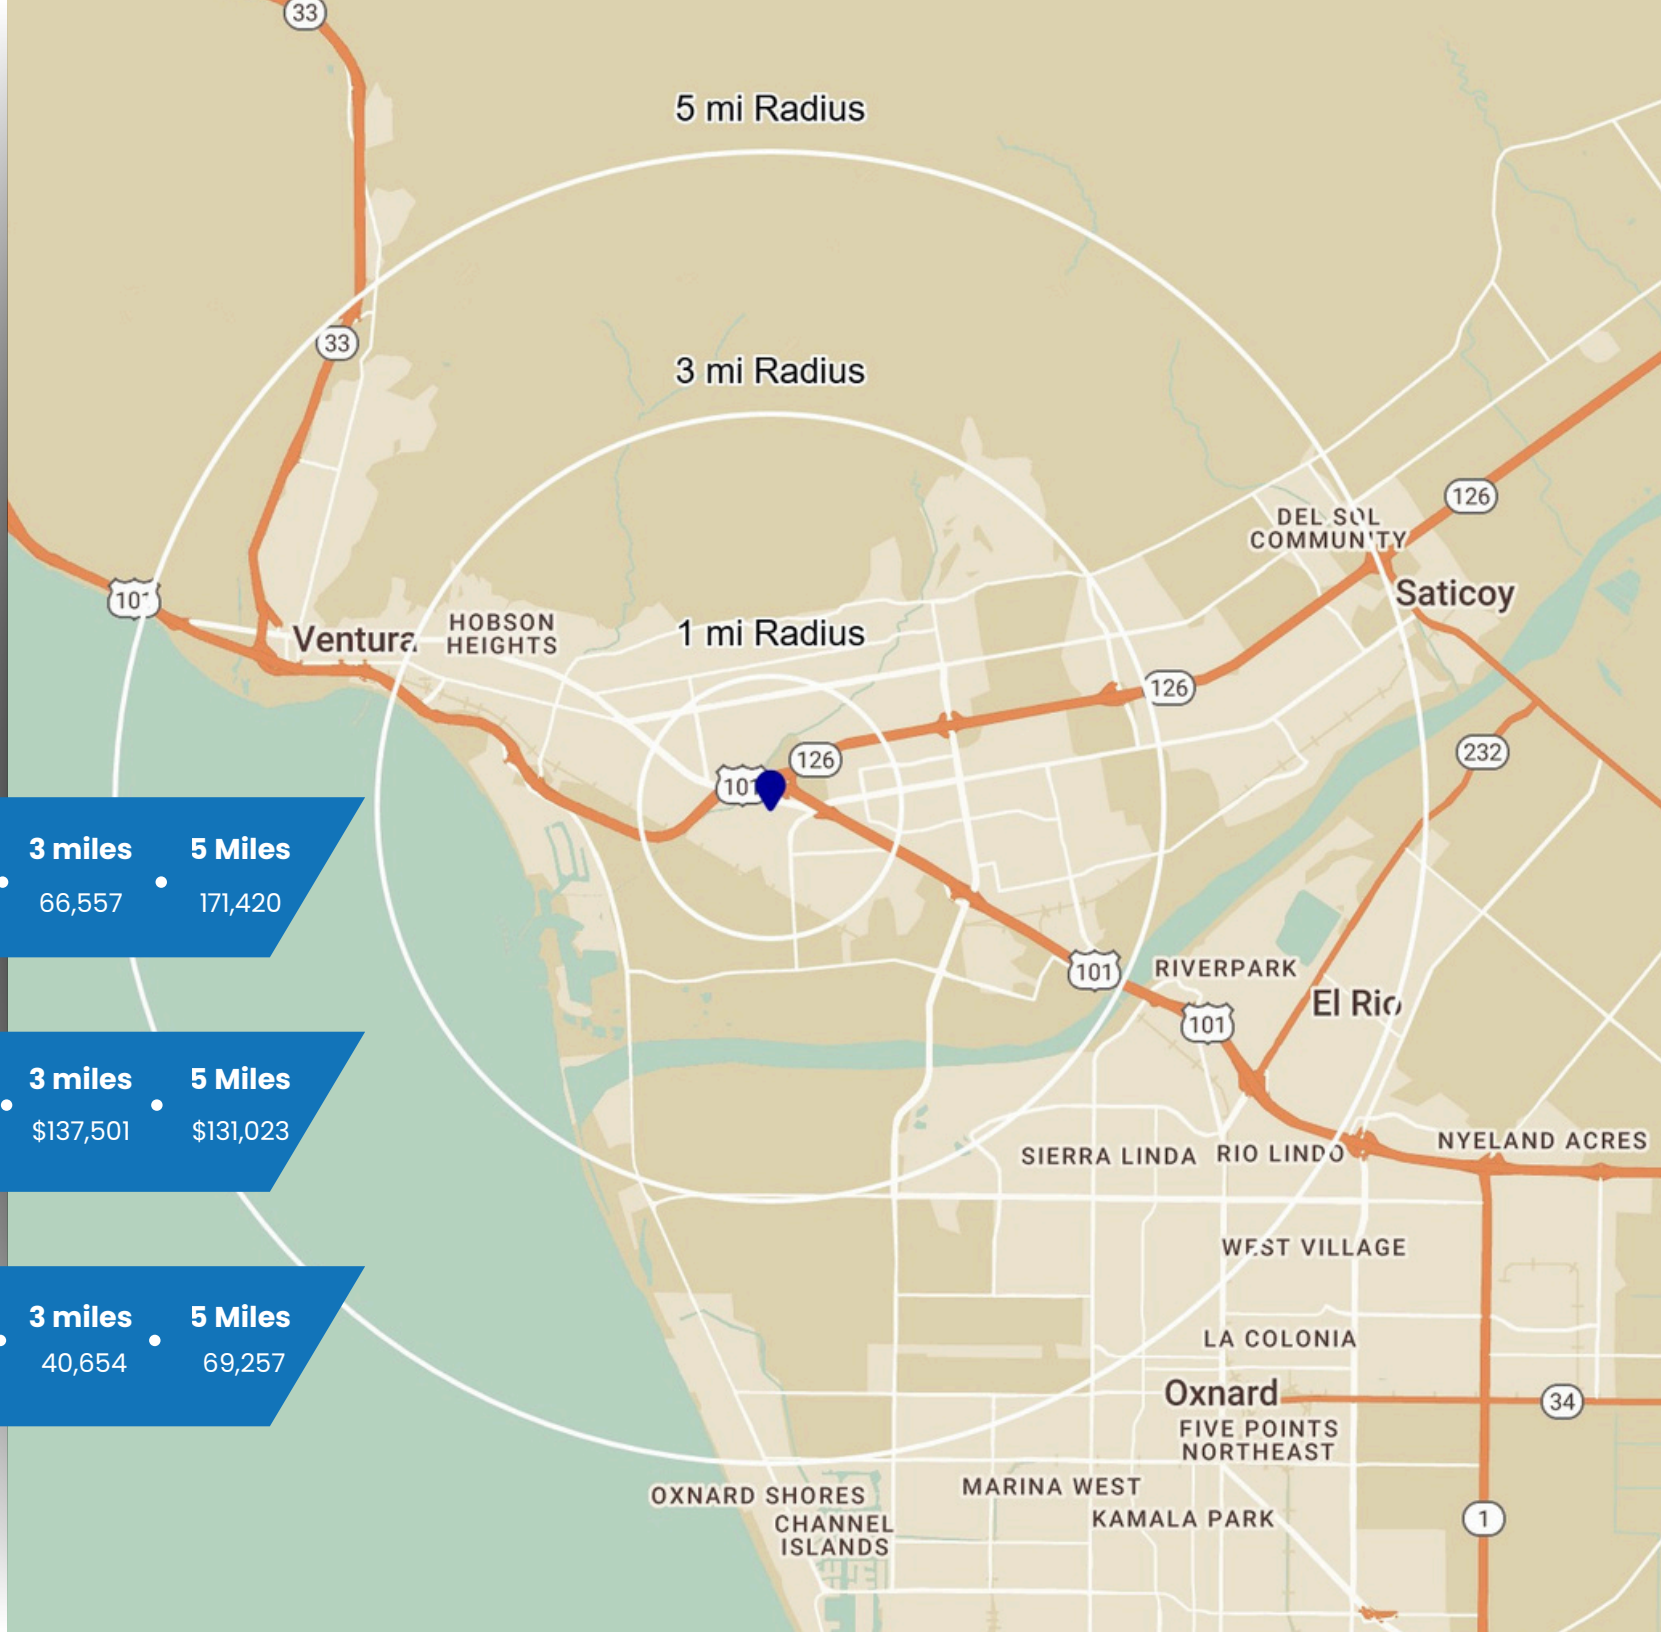 33
5 mi Radius
33
3 mi Radius
126
DEL SOL
COMMUNITY
101
Saticoy
HOBSON
HEIGHTS
Ventura
1 mi Radius
126
232
126
101
3 miles
5 Miles
66,557
171,420
101
RIVERPARK
El Rio
101
3 miles
5 Miles
$137,501
$131,023
SIERRA LINDA
RIO LINDO
NYELAND ACRES
WEST VILLAGE
3 miles
5 Miles
40,654
69,257
LA COLONIA
Oxnard
34
FIVE POINTS
NORTHEAST
MARINA WEST
OXNARD SHORES
KAMALA PARK
1
CHANNEL
ISLANDS